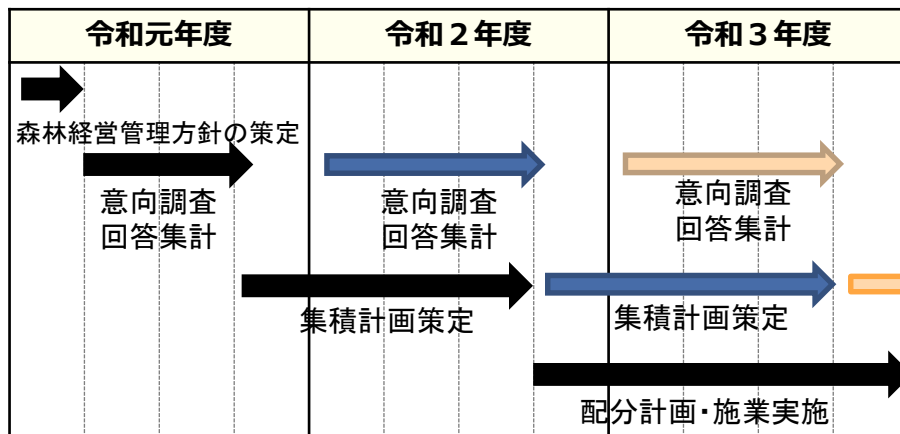 令和元年度
令和２年度
令和３年度
森林経営管理方針の策定
意向調査
回答集計
意向調査
回答集計
意向調査
回答集計
集積計画策定
集積計画策定
配分計画・施業実施